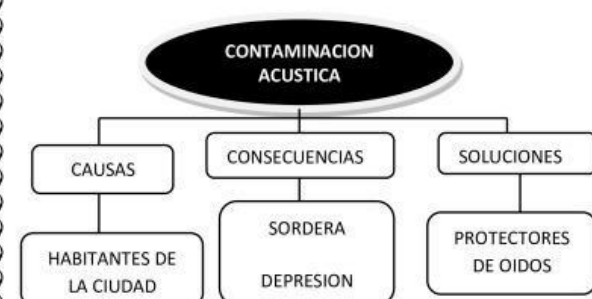 CONTAMINACION
ACUSTICA
CAUSAS
CONSECUENCIAS
SOLUCIONES
HABITANTES DE
LA CIUDAD
SORDERA
DEPRESION
PROTECTORES
DE OIDOS